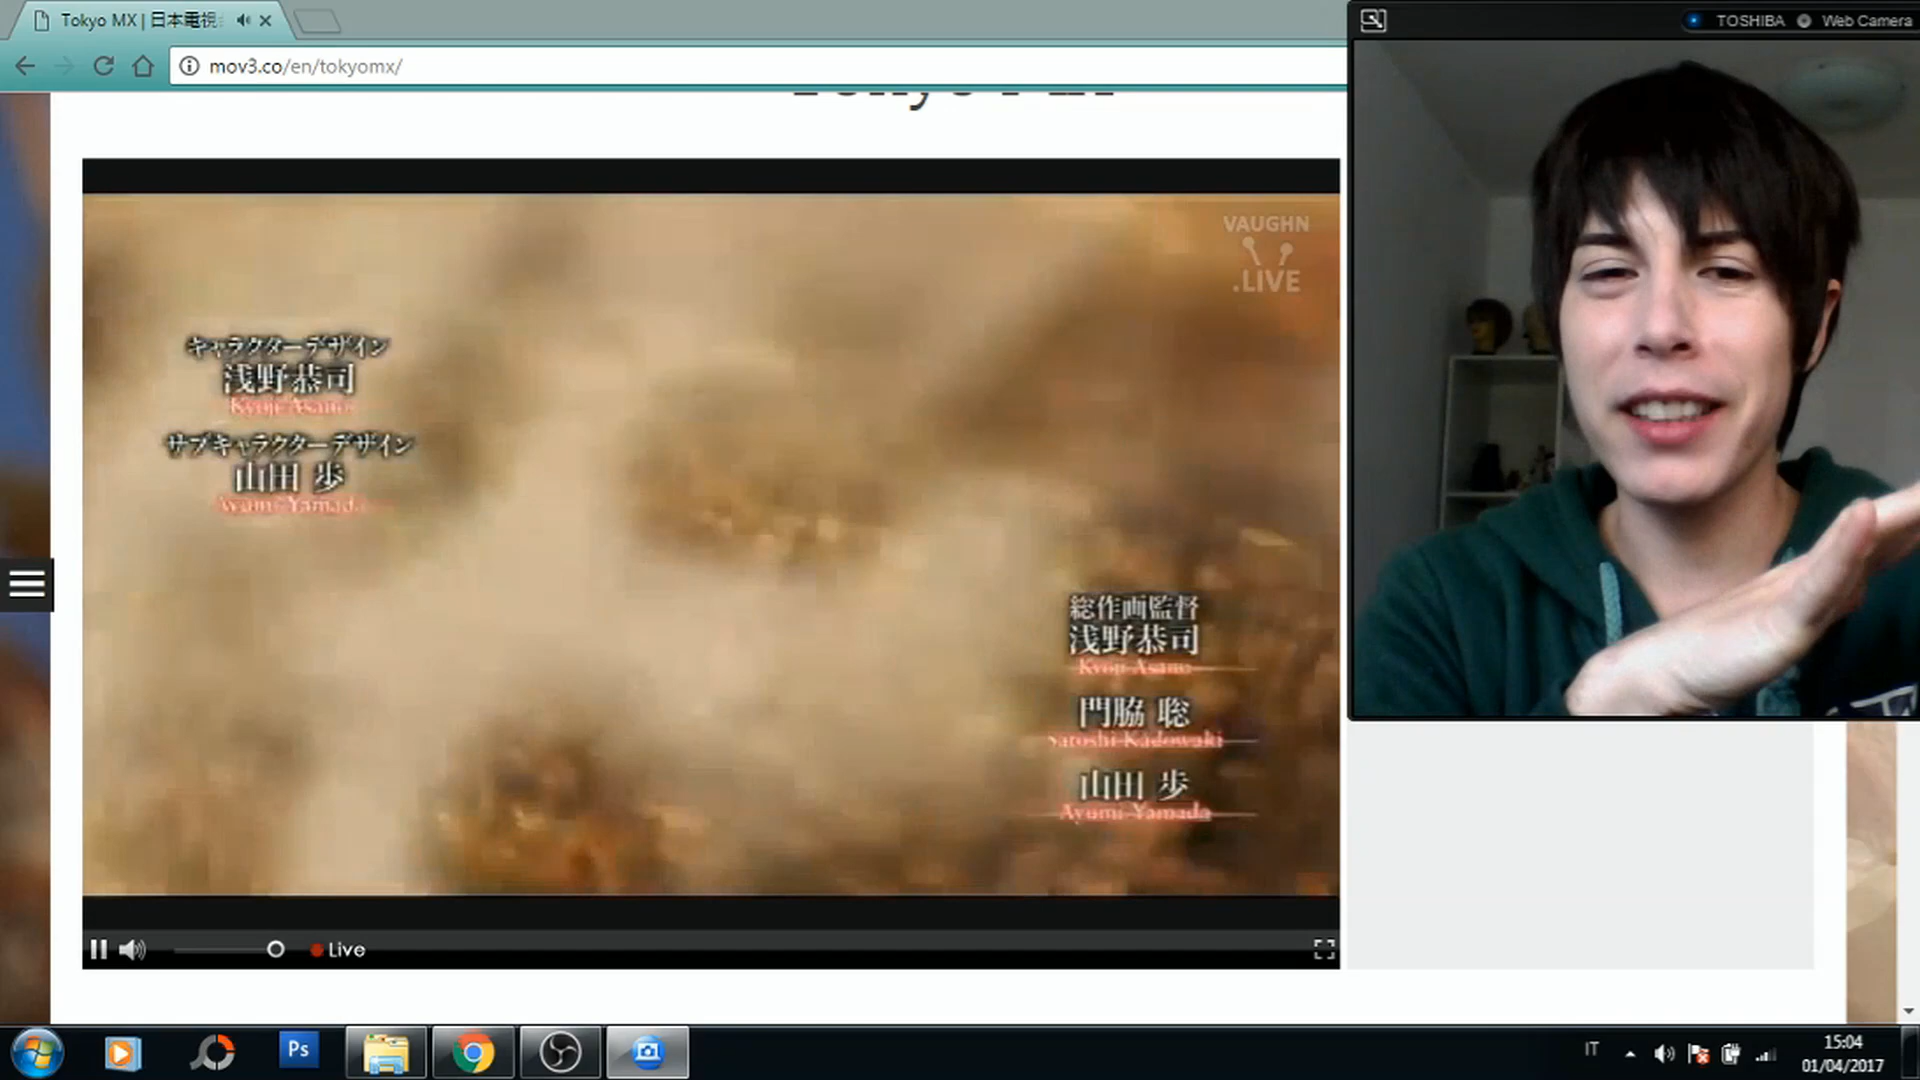 Tokyo MX | 日本電視
TOSHIBA Web Camera
mov3.co/en/tokyomx/
Tokyo MX
VAUGHN
.LIVE
キャラクターデザイン
浅野恭司
Kyoji Asano
サブキャラクターデザイン
山田 歩
Ayumi Yamada
総作画監督
浅野恭司
Kyoji Asano
門脇 聡
Satoshi Kadowaki
山田 歩
Ayumi Yamada
Live
Ps
IT
15:04
01/04/2017